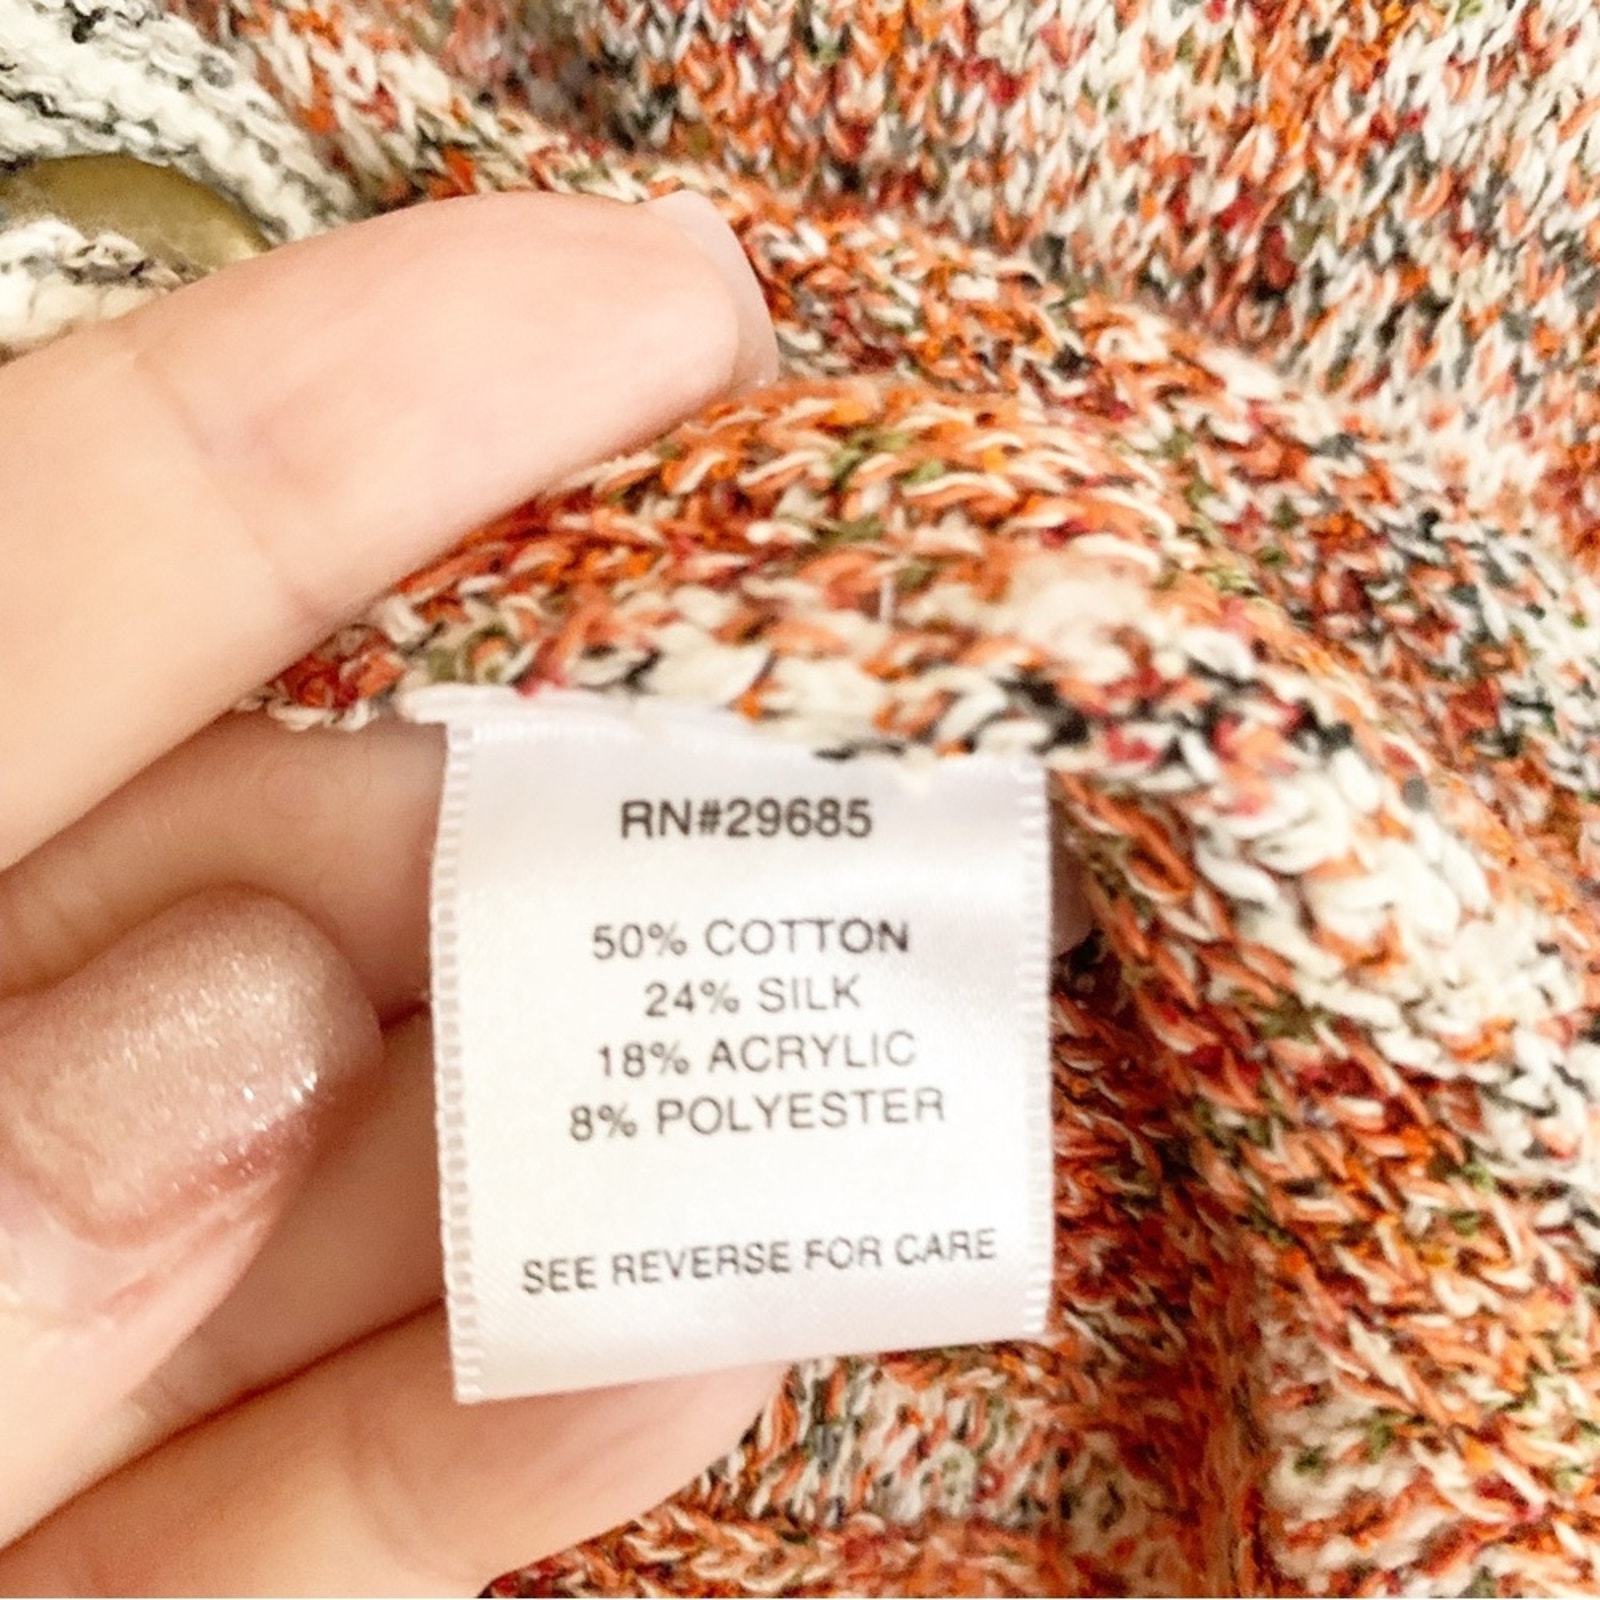 RN#29685
50% COTTON
24% SILK
18% ACRYLIC
8% POLYESTER
SEE REVERSE FOR CARE